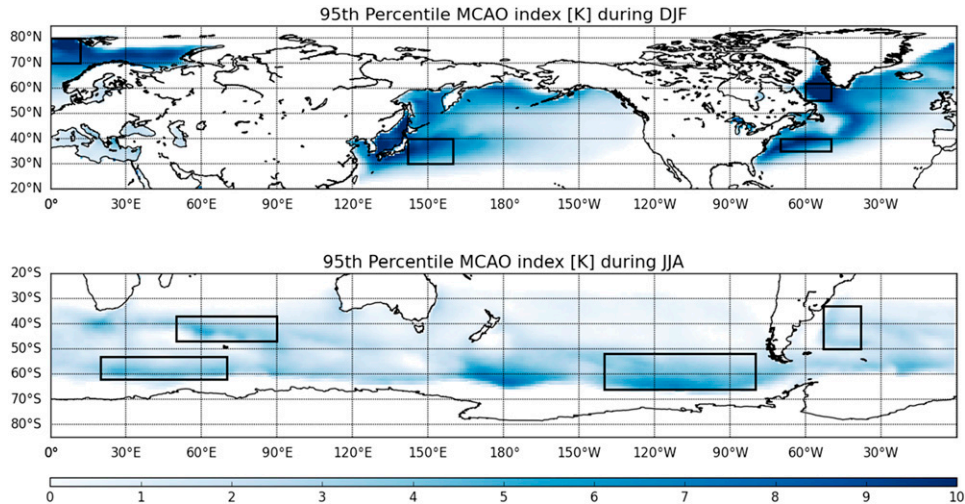 95th Percentile MCAO index [K] during DJF
80°N
70°N
60°N
50°N
40°N
30°N
20°N
0° 30°E 60°E 90°E 120°E 150°E 180° 150°W 120°W 90°W 60°W 30°W
95th Percentile MCAO index [K] during JJA
20°S
30°S
40°S
50°S
60°S
70°S
80°S
0° 30°E 60°E 90°E 120°E 150°E 180° 150°W 120°W 90°W 60°W 30°W
0 1 2 3 4 5 6 7 8 9 10